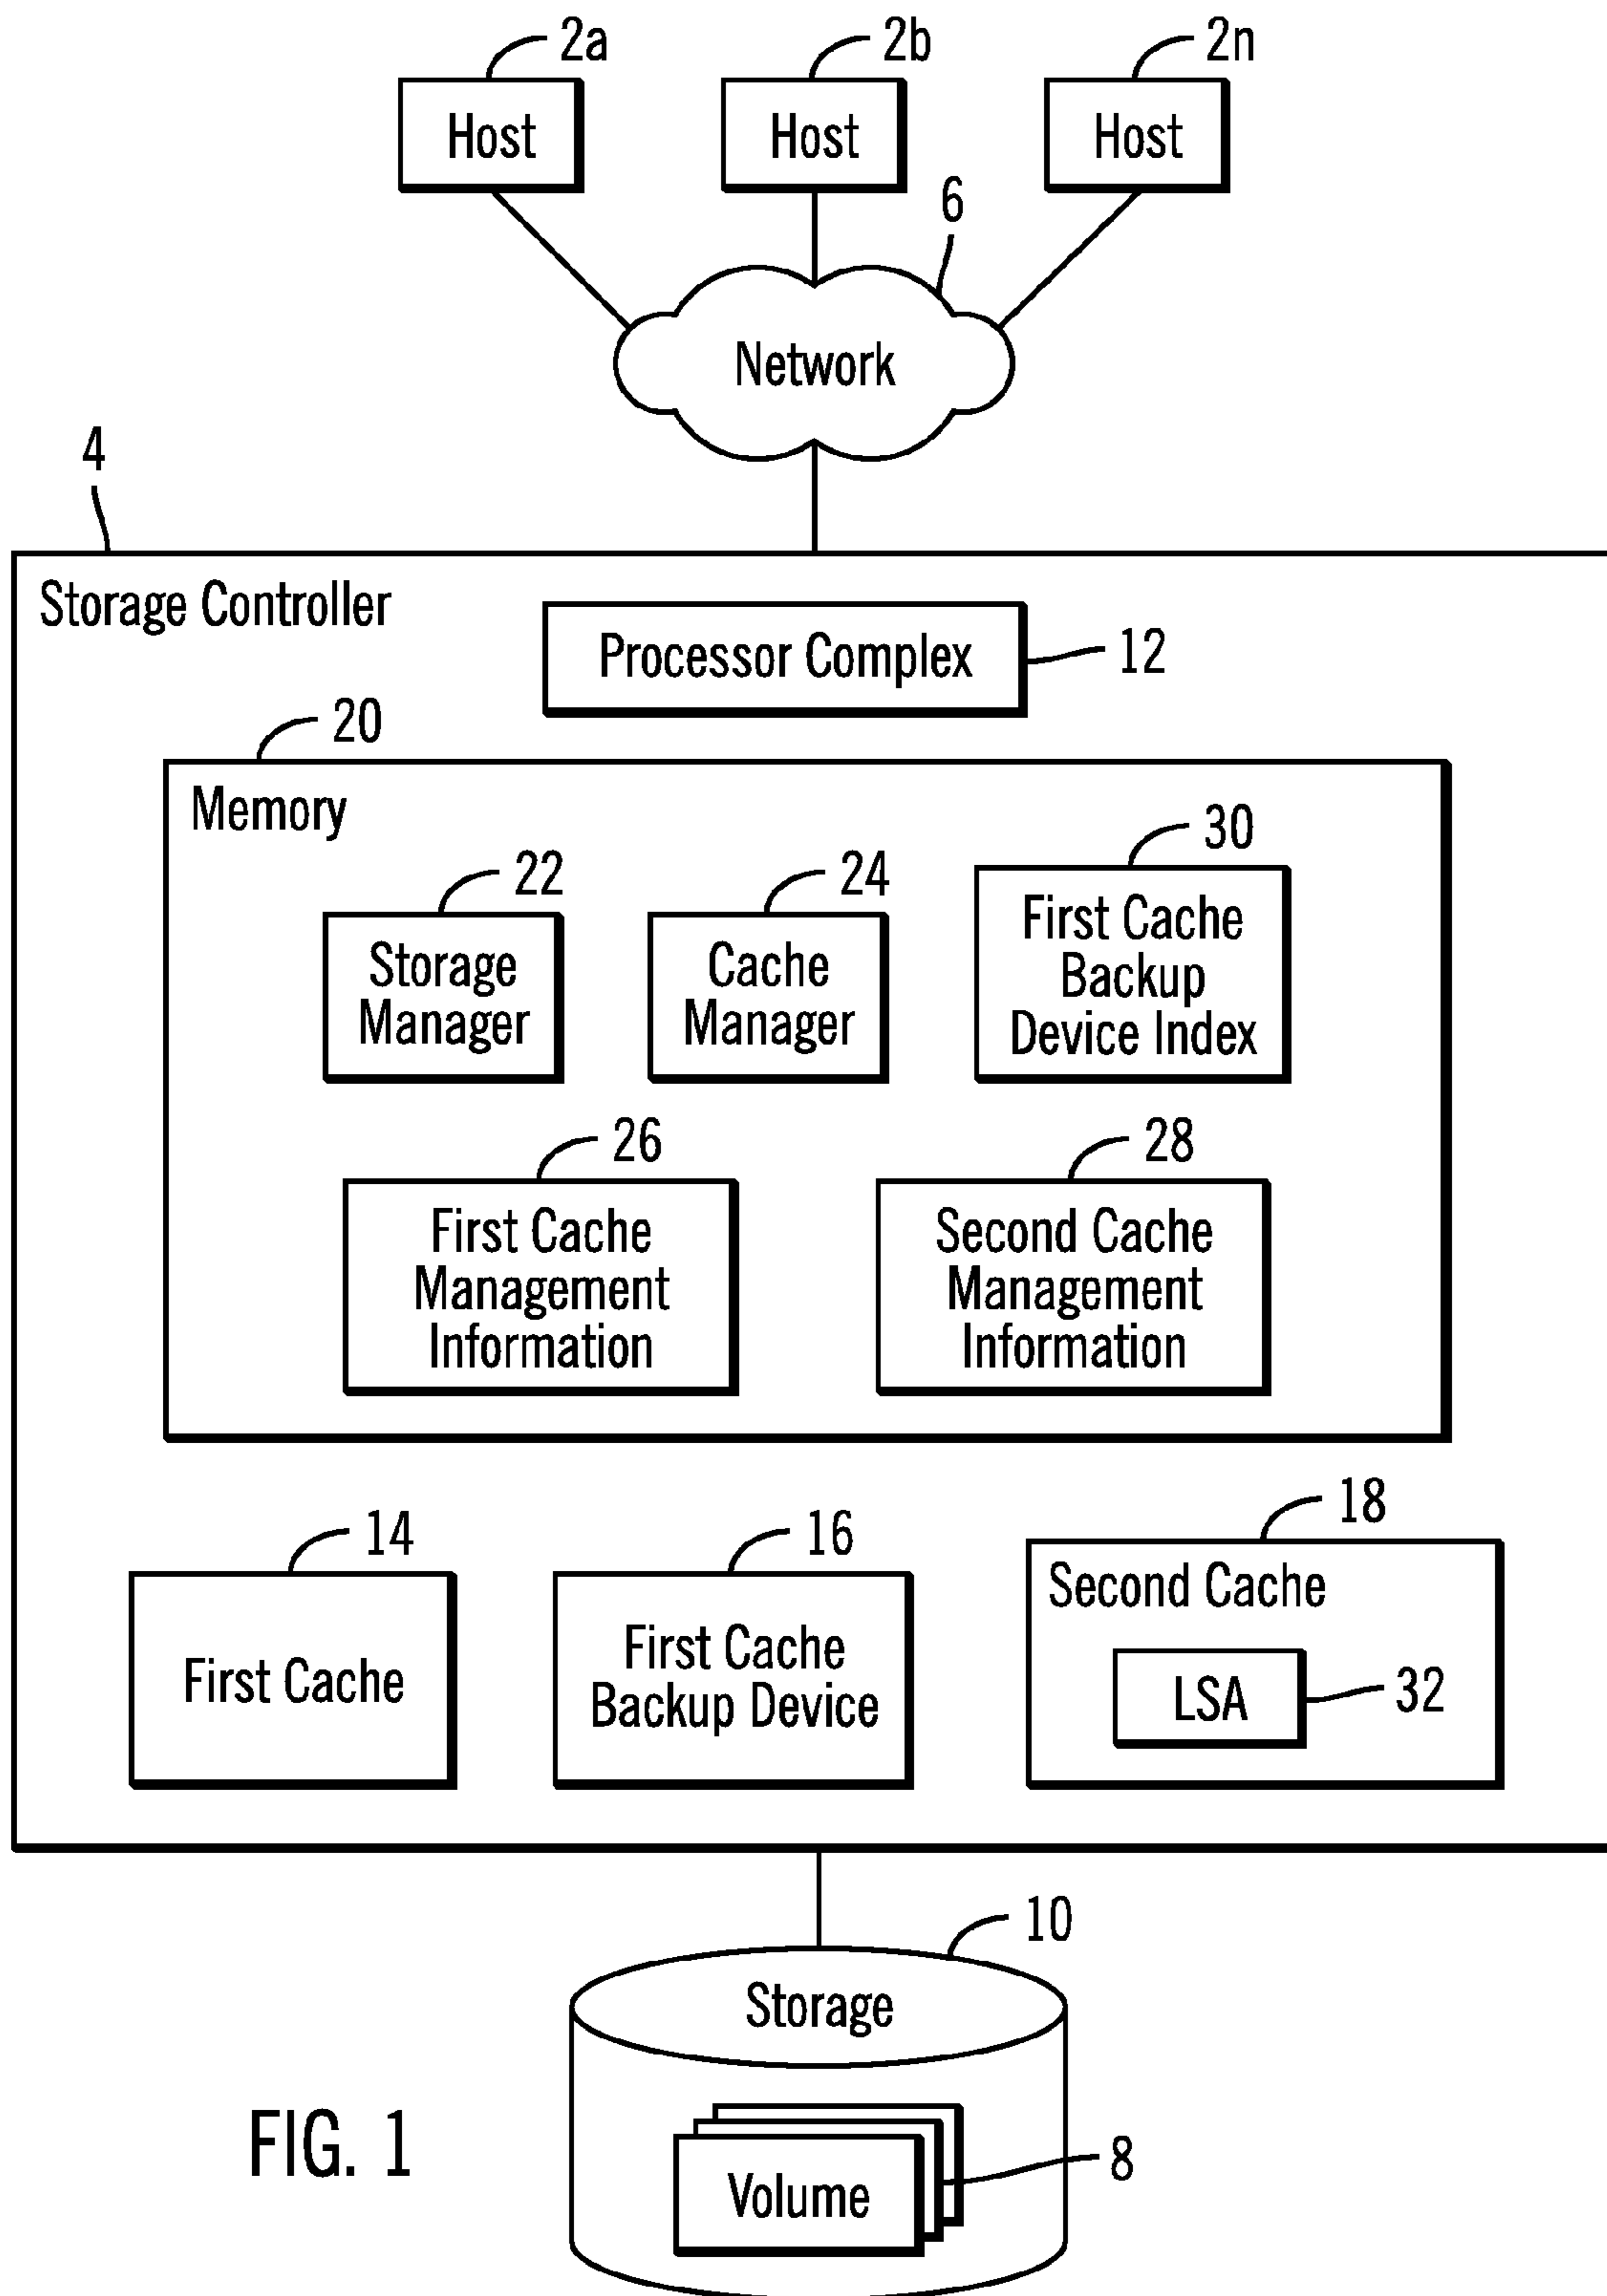 2a
2b
2n
Host
Host
Host
6
Network
4
Storage Controller
Processor Complex
12
20
Memory
22
24
30
Storage
Manager
Cache
Manager
First Cache
Backup
Device Index
26
28
First Cache
Management
Information
Second Cache
Management
Information
14
16
18
First Cache
First Cache
Backup Device
Second Cache
LSA
32
10
Storage
Volume
8
FIG. 1